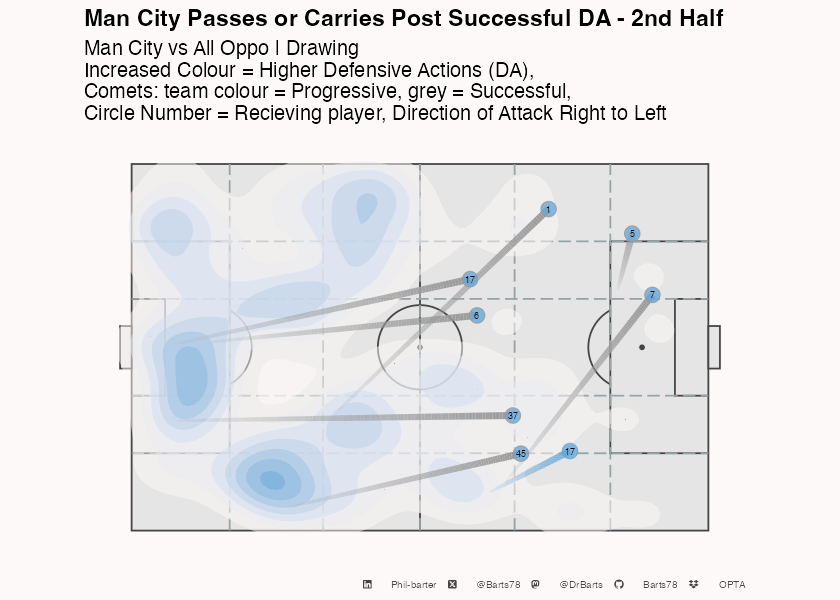 Man City Passes or Carries Post Successful DA - 2nd Half
Man City vs All Oppo | Drawing
Increased Colour = Higher Defensive Actions (DA),
Comets: team colour = Progressive, grey = Successful,
Circle Number = Recieving player, Direction of Attack Right to Left
1
5
17
7
6
37
45
17
Phil-barter @Barts78 @DrBarts Barts78 OPTA